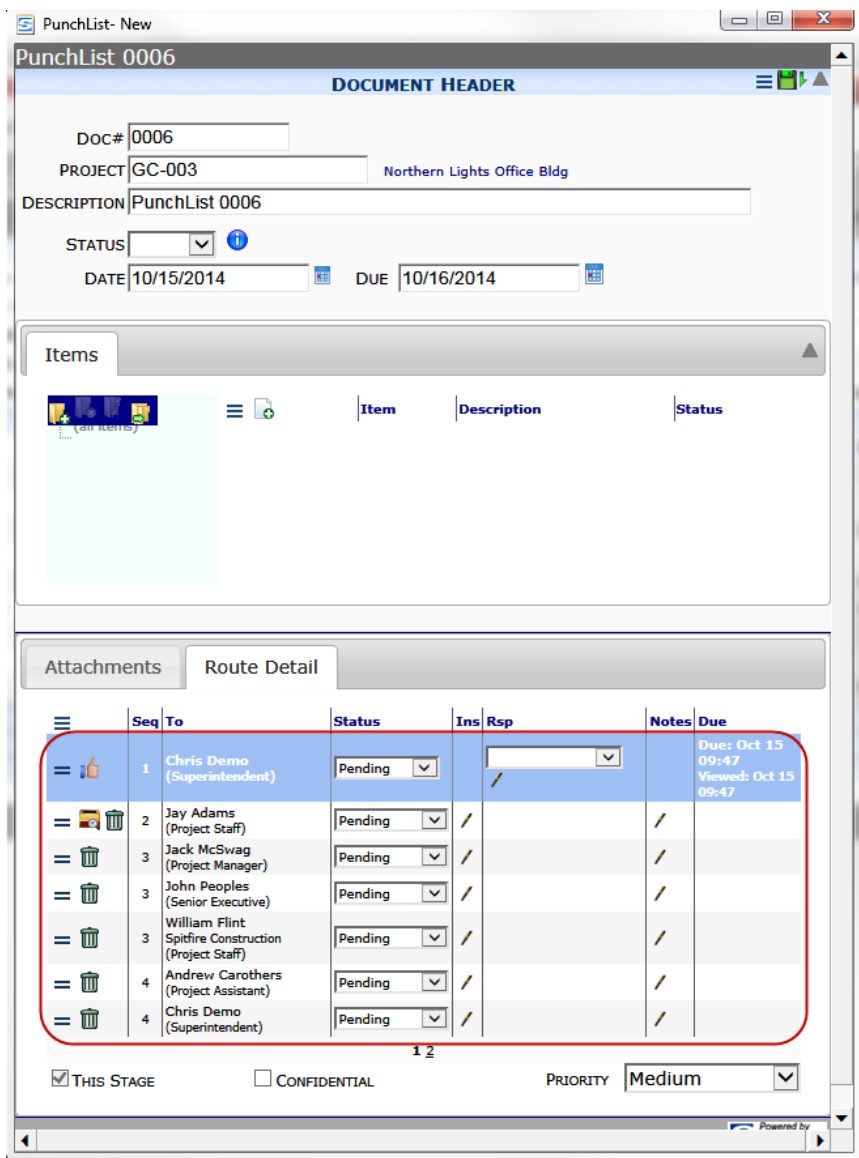 PunchList- New
PunchList 0006
DOCUMENT HEADER
DOC# 0006
PROJECT GC-003 Northern Lights Office Bldg
DESCRIPTION PunchList 0006
STATUS
DATE 10/15/2014 DUE 10/16/2014
Items
Item Description Status
(all items)
Attachments Route Detail
Seq To Status Ins Rsp Notes Due
1 Chris Demo (Superintendent) Pending Due: Oct 15 09:47 Viewed: Oct 15 09:47
2 Jay Adams (Project Staff) Pending
3 Jack McSwag (Project Manager) Pending
3 John Peoples (Senior Executive) Pending
3 William Flint Spitfire Construction (Project Staff) Pending
4 Andrew Carothers (Project Assistant) Pending
4 Chris Demo (Superintendent) Pending
1 2
THIS STAGE CONFIDENTIAL PRIORITY Medium
Powered by